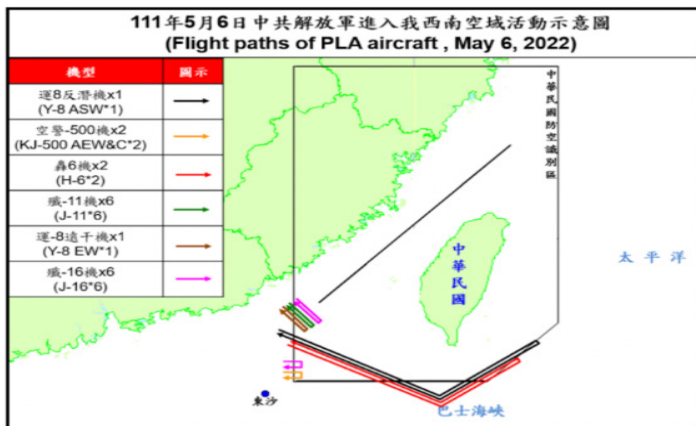 111年5月6日中共解放軍進入我西南空域活動示意圖
(Flight paths of PLA aircraft , May 6, 2022)
機型 圖示
運8反潛機x1
(Y-8 ASW*1)
空警-500機x2
(KJ-500 AEW&C*2)
轟6機x2
(H-6*2)
殲-11機x6
(J-11*6)
運-8遠干機x1
(Y-8 EW*1)
殲-16機x6
(J-16*6)
中華民國防空識別區
中華民國
太平洋
東沙
巴士海峽